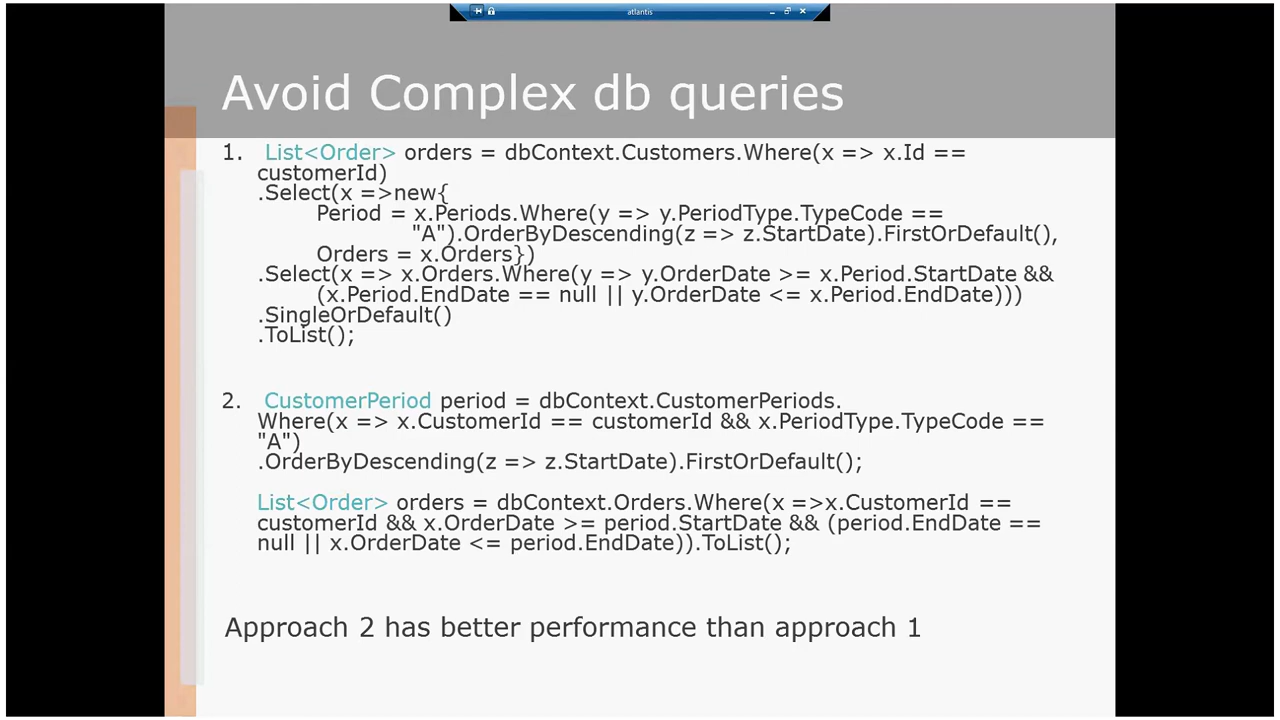 atlantis
Avoid Complex db queries
1. List<Order> orders = dbContext.Customers.Where(x => x.Id ==
customerId)
.Select(x =>new{
Period = x.Periods.Where(y => y.PeriodType.TypeCode ==
"A").OrderByDescending(z => z.StartDate).FirstOrDefault(),
Orders = x.Orders})
.Select(x => x.Orders.Where(y => y.OrderDate >= x.Period.StartDate &&
(x.Period.EndDate == null || y.OrderDate <= x.Period.EndDate)))
.SingleOrDefault()
.ToList();
2. CustomerPeriod period = dbContext.CustomerPeriods.
Where(x => x.CustomerId == customerId && x.PeriodType.TypeCode ==
"A")
.OrderByDescending(z => z.StartDate).FirstOrDefault();
List<Order> orders = dbContext.Orders.Where(x =>x.CustomerId ==
customerId && x.OrderDate >= period.StartDate && (period.EndDate ==
null || x.OrderDate <= period.EndDate)).ToList();
Approach 2 has better performance than approach 1